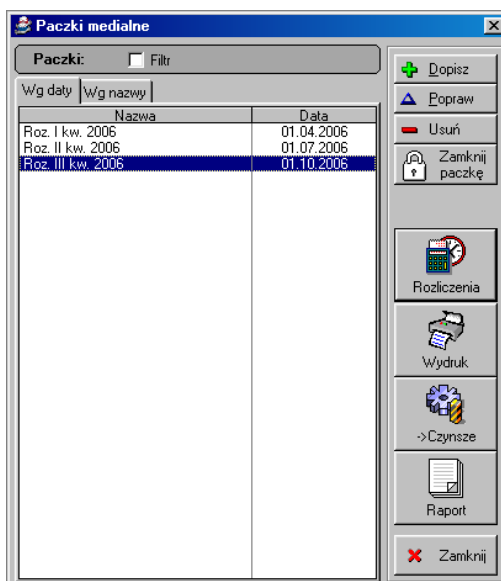 Paczki medialne
Paczki: Filtr
Wg daty Wg nazwy
Nazwa Data
Roz. I kw. 2006 01.04.2006
Roz. II kw. 2006 01.07.2006
Roz. III kw. 2006 01.10.2006
Dopisz
Popraw
Usuń
Zamknij
paczkę
Rozliczenia
Wydruk
->Czynsze
Raport
Zamknij